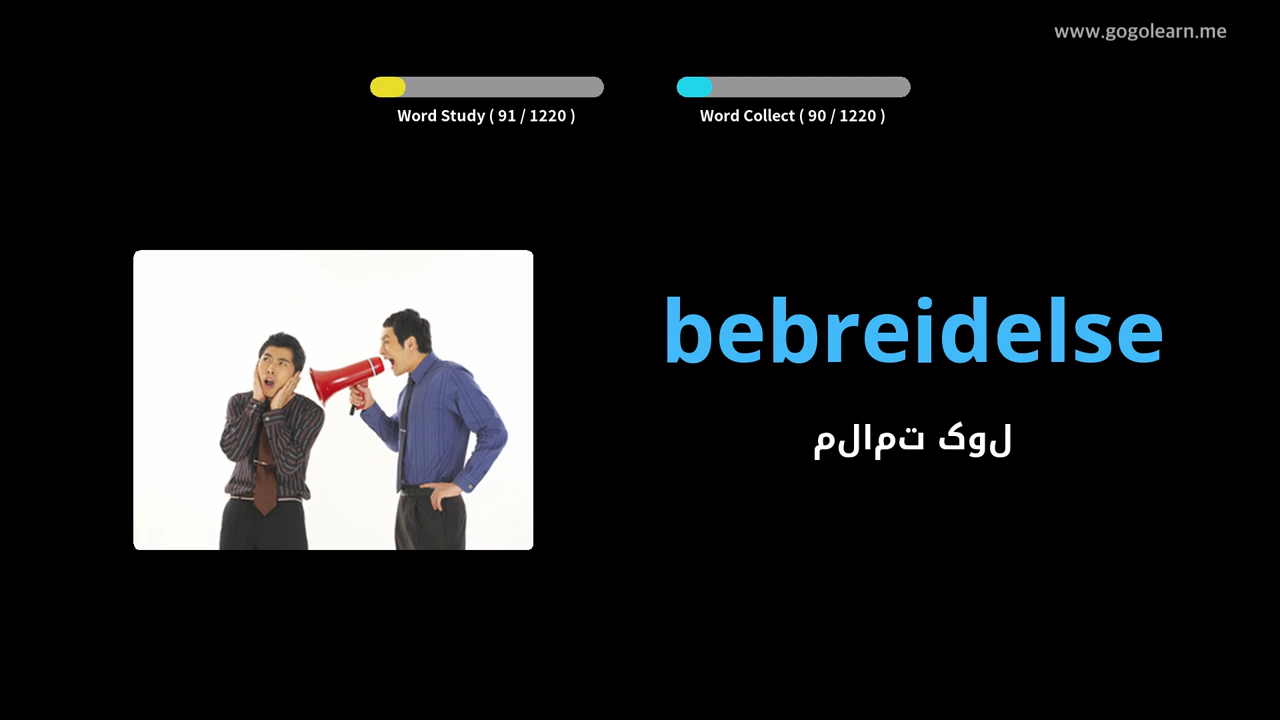 www.gogolearn.me
Word Study ( 91 / 1220 )
Word Collect ( 90 / 1220 )
bebreidelse
ملامت کول